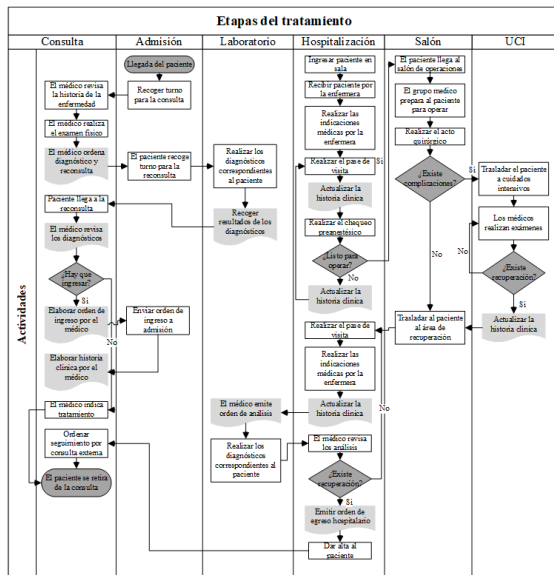 Etapas del tratamiento
Consulta
Admisión
Laboratorio
Hospitalización
Salón
UCI
Actividades
Llegada del paciente
Recoger turno
para la consulta
El médico revisa
la historia de la
enfermedad
El médico realiza
el examen físico
El médico ordena
diagnóstico y
reconsulta
El paciente recoge
turno para la
reconsulta
Realizar los
diagnósticos
correspondientes
al paciente
Recoger
resultados de los
diagnósticos
Paciente llega a la
reconsulta
El médico revisa
los diagnósticos
¿Hay que
ingresar?
Si
No
Elaborar orden de
ingreso por el
médico
Enviar orden de
ingreso a
admisión
Elaborar historia
clínica por el
médico
El médico indica
tratamiento
Ordenar
seguimiento por
consulta externa
El paciente se retira
de la consulta
Ingresar paciente en
sala
Recibir paciente por
la enfermera
Realizar las
indicaciones
médicas por la
enfermera
Realizar el pase de
visita
Actualizar la
historia clínica
Realizar el chequeo
preanestésico
¿Listo para
operar?
Si
No
Actualizar la
historia clínica
Realizar el pase de
visita
Realizar las
indicaciones
médicas por la
enfermera
Actualizar la
historia clínica
El médico emite
orden de análisis
Realizar los
diagnósticos
correspondientes al
paciente
El médico revisa
los análisis
¿Existe
recuperación?
No
Si
Emitir orden de
egreso hospitalario
Dar alta al
paciente
El paciente llega al
salón de operaciones
El grupo medico
prepara al paciente
para operar
Realizar el acto
quirúrgico
¿Existe
complicaciones?
Si
No
Trasladar al paciente
al área de
recuperación
Trasladar el paciente
a cuidados
intensivos
Los médicos
realizan exámenes
No
¿Existe
recuperación?
Si
Actualizar la
historia clínica